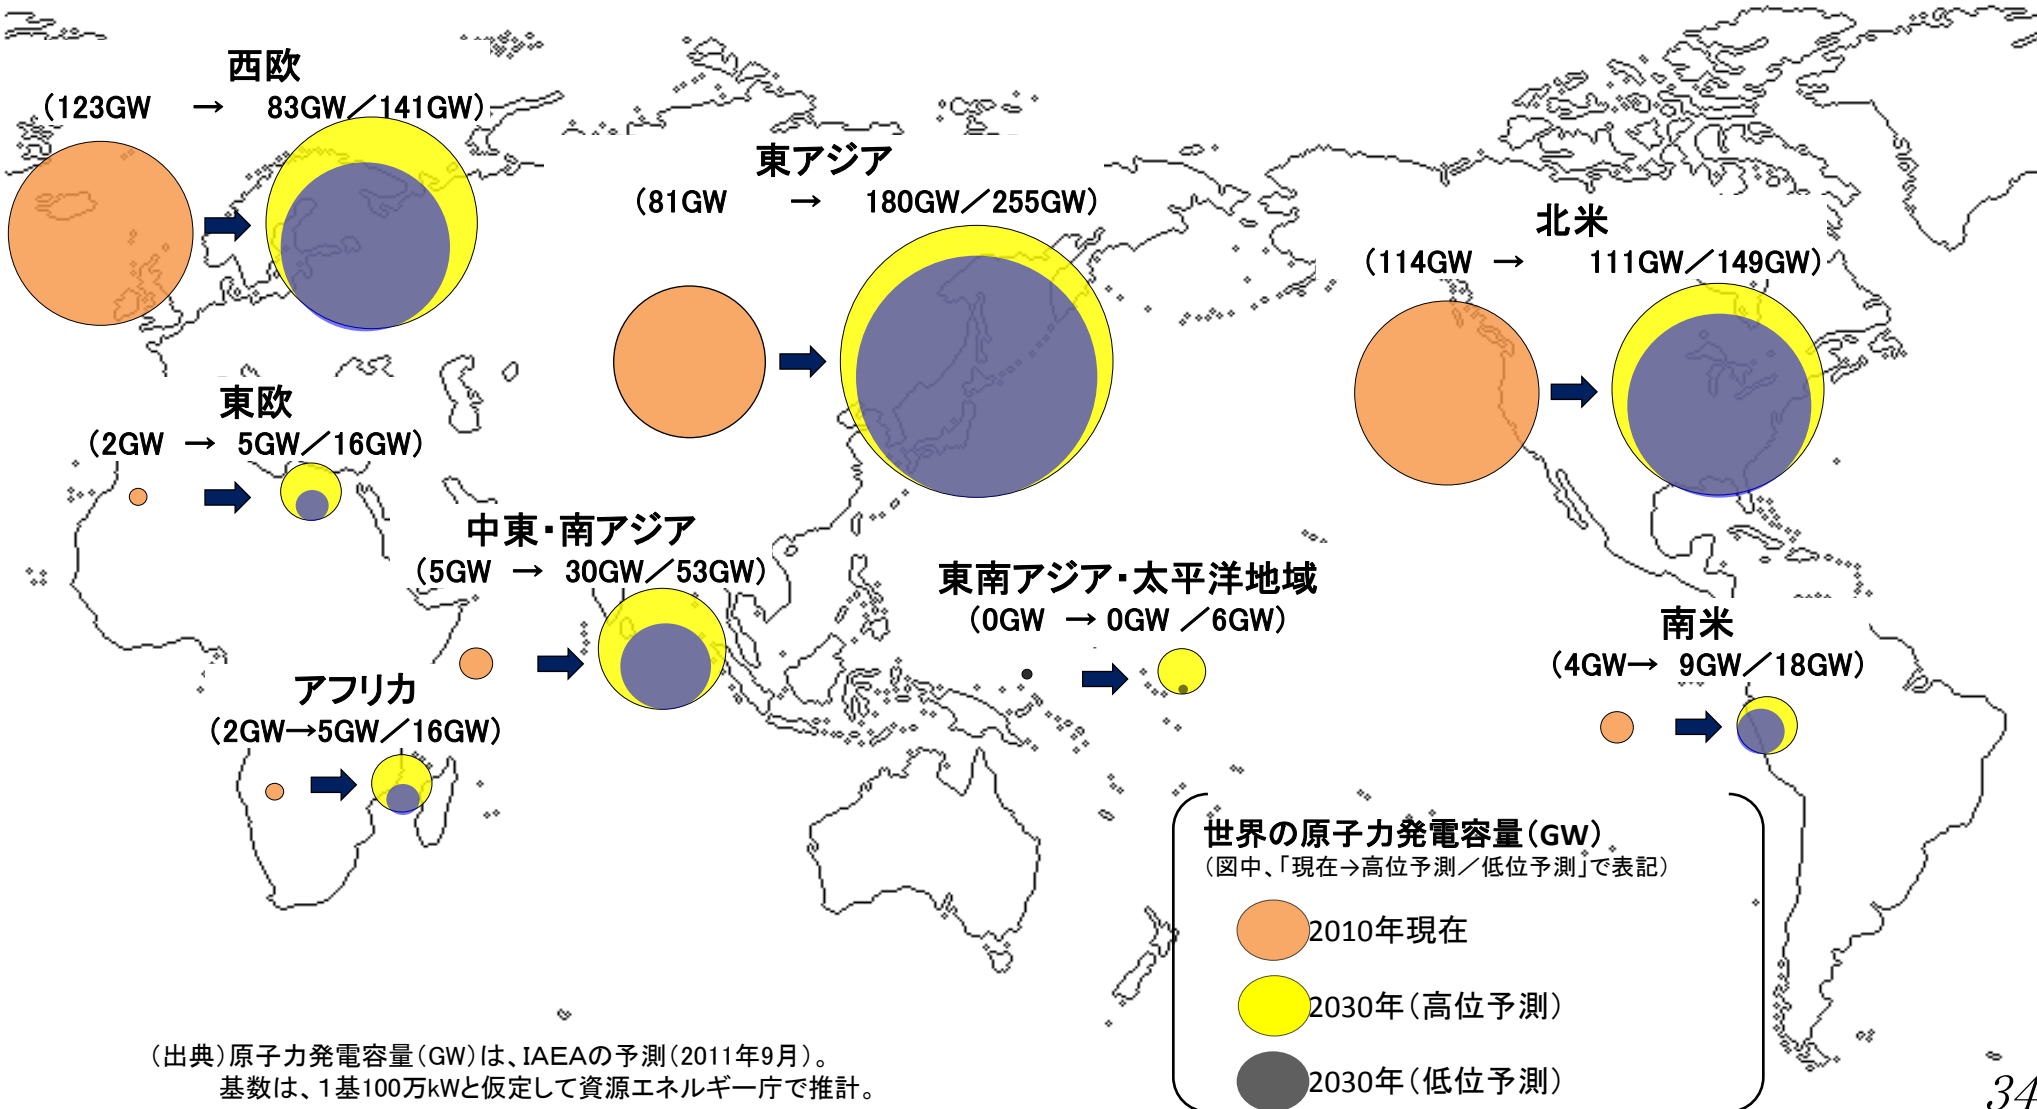 西欧
(123GW → 83GW/141GW)
東アジア
(81GW → 180GW/255GW)
北米
(114GW → 111GW/149GW)
東欧
(2GW → 5GW/16GW)
中東・南アジア
(5GW → 30GW/53GW)
東南アジア・太平洋地域
(0GW → 0GW /6GW)
南米
(4GW→ 9GW/18GW)
アフリカ
(2GW→5GW/16GW)
世界の原子力発電容量(GW)
(図中、「現在→高位予測/低位予測」で表記)
2010年現在
2030年(高位予測)
2030年(低位予測)
(出典)原子力発電容量(GW)は、IAEAの予測(2011年9月)。
基数は、1基100万kWと仮定して資源エネルギー庁で推計。
34